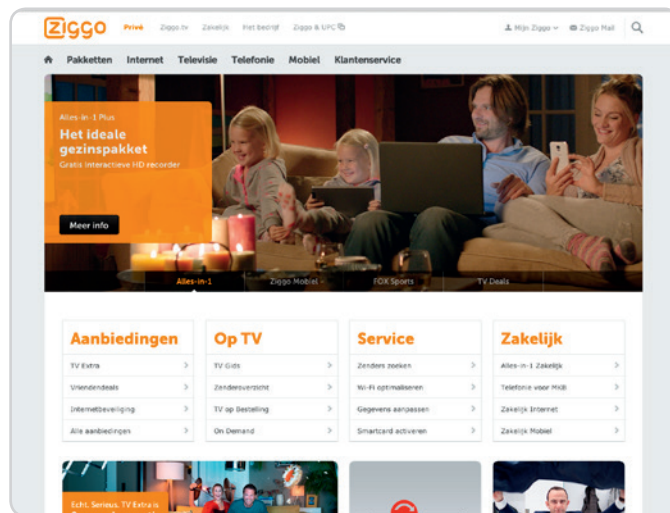 Ziggo
Privé Ziggo.tv Zakelijk Het bedrijf Ziggo & UPC
Mijn Ziggo Ziggo Mail
Pakketten Internet Televisie Telefonie Mobiel Klantenservice
Alles-in-1 Plus
Het ideale
gezinspakket
Gratis interactieve HD recorder
Meer info
Alles-in-1 Ziggo Mobiel FOX Sports TV Deals
Aanbiedingen
TV Extra
Vriendendeals
Internetbeveiliging
Alle aanbiedingen
Op TV
TV Gids
Zenderoverzicht
TV op Bestelling
On Demand
Service
Zenders zoeken
Wi-Fi optimaliseren
Gegevens aanpassen
Smartcard activeren
Zakelijk
Alles-in-1 Zakelijk
Telefonie voor MKB
Zakelijk Internet
Zakelijk Mobiel
Echt. Serieus. TV Extra is